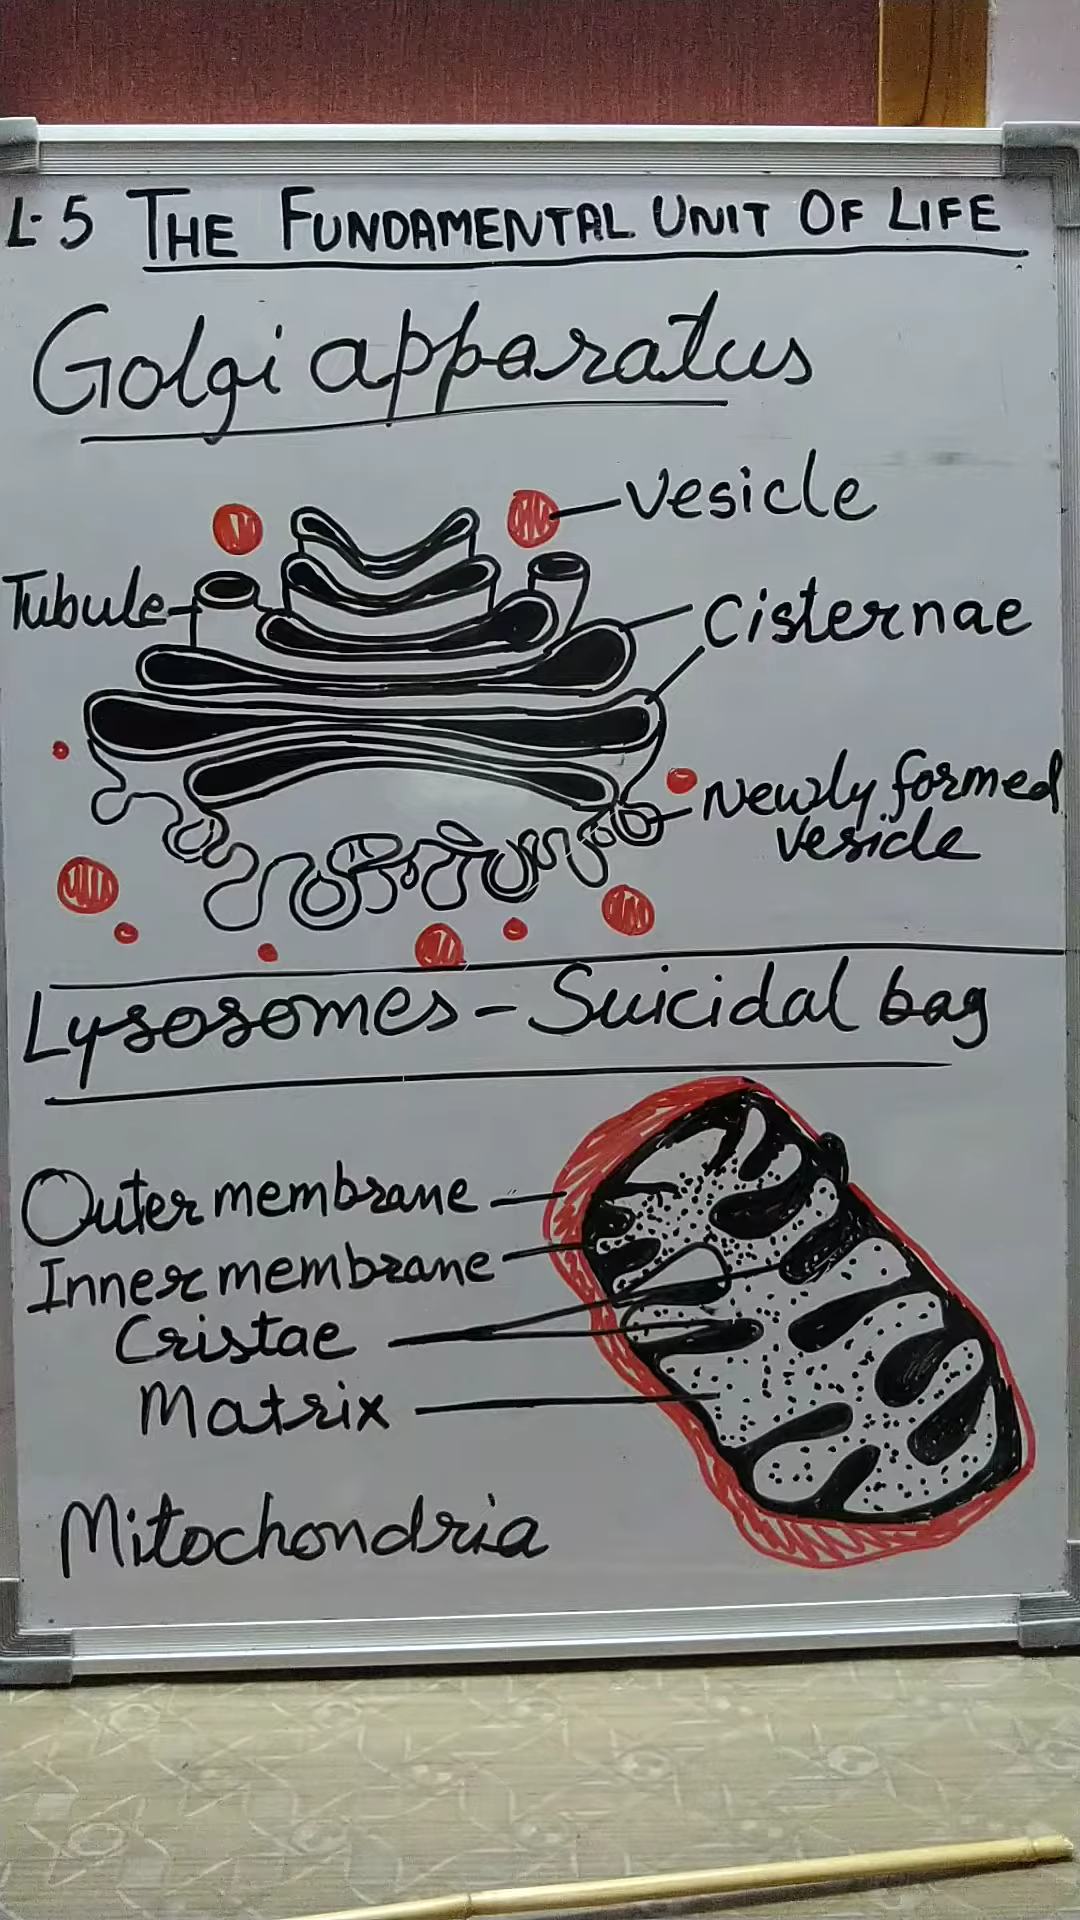 L-5 THE FUNDAMENTAL UNIT OF LIFE
Golgi apparatus
Vesicle
Tubule
Cisternae
Newly formed
vesicle
Lysosomes - Suicidal bag
Outer membrane
Inner membrane
Cristae
Matrix
Mitochondria